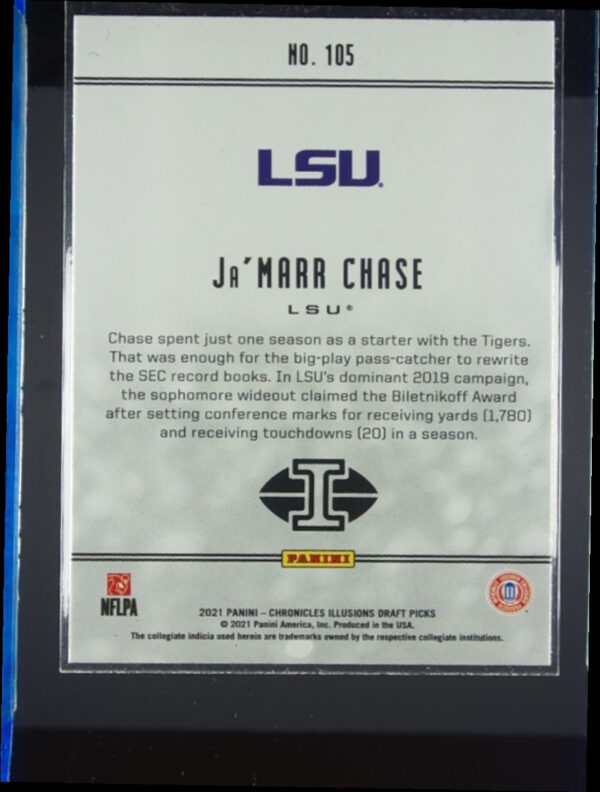 NO. 105
LSU.
JA'MARR CHASE
LSU®
Chase spent just one season as a starter with the Tigers.
That was enough for the big-play pass-catcher to rewrite
the SEC record books. In LSU's dominant 2019 campaign,
the sophomore wideout claimed the Biletnikoff Award
after setting conference marks for receiving yards (1,780)
and receiving touchdowns (20) in a season.
I
PANINI
NFLPA
2021 PANINI – CHRONICLES ILLUSIONS DRAFT PICKS
© 2021 Panini America, Inc. Produced in the USA.
The collegiate indicia used herein are trademarks owned by the respective collegiate institutions.